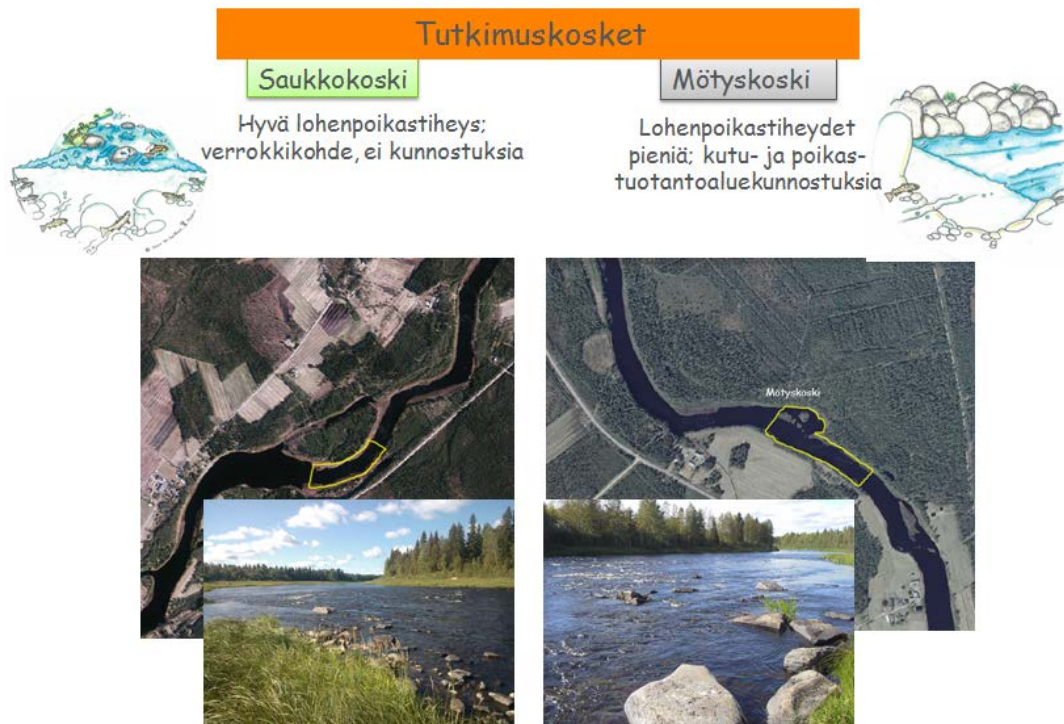 Tutkimuskosket
Saukkokoski
Hyvä lohenpoikastiheys;
verrokkikohde, ei kunnostuksia
Mötyskoski
Lohenpoikastiheydet
pieniä; kutu- ja poikas-
tuotantoaluekunnostuksia
Mötyskoski